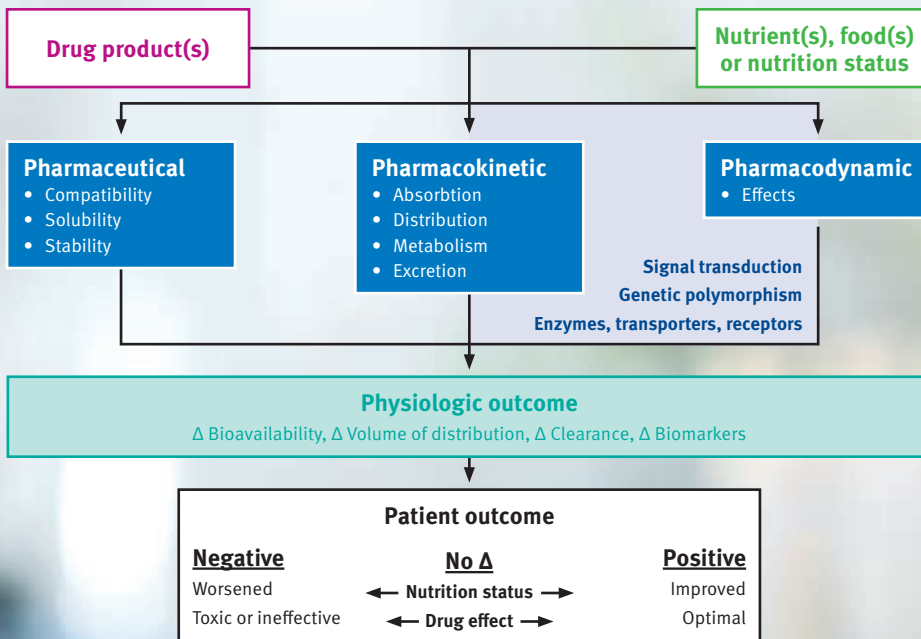 Drug product(s)
Nutrient(s), food(s)
or nutrition status
Pharmaceutical
• Compatibility
• Solubility
• Stability
Pharmacokinetic
• Absorbtion
• Distribution
• Metabolism
• Excretion
Pharmacodynamic
• Effects
Signal transduction
Genetic polymorphism
Enzymes, transporters, receptors
Physiologic outcome
Δ Bioavailability, Δ Volume of distribution, Δ Clearance, Δ Biomarkers
Patient outcome
Negative No Δ Positive
Worsened Nutrition status Improved
Toxic or ineffective Drug effect Optimal